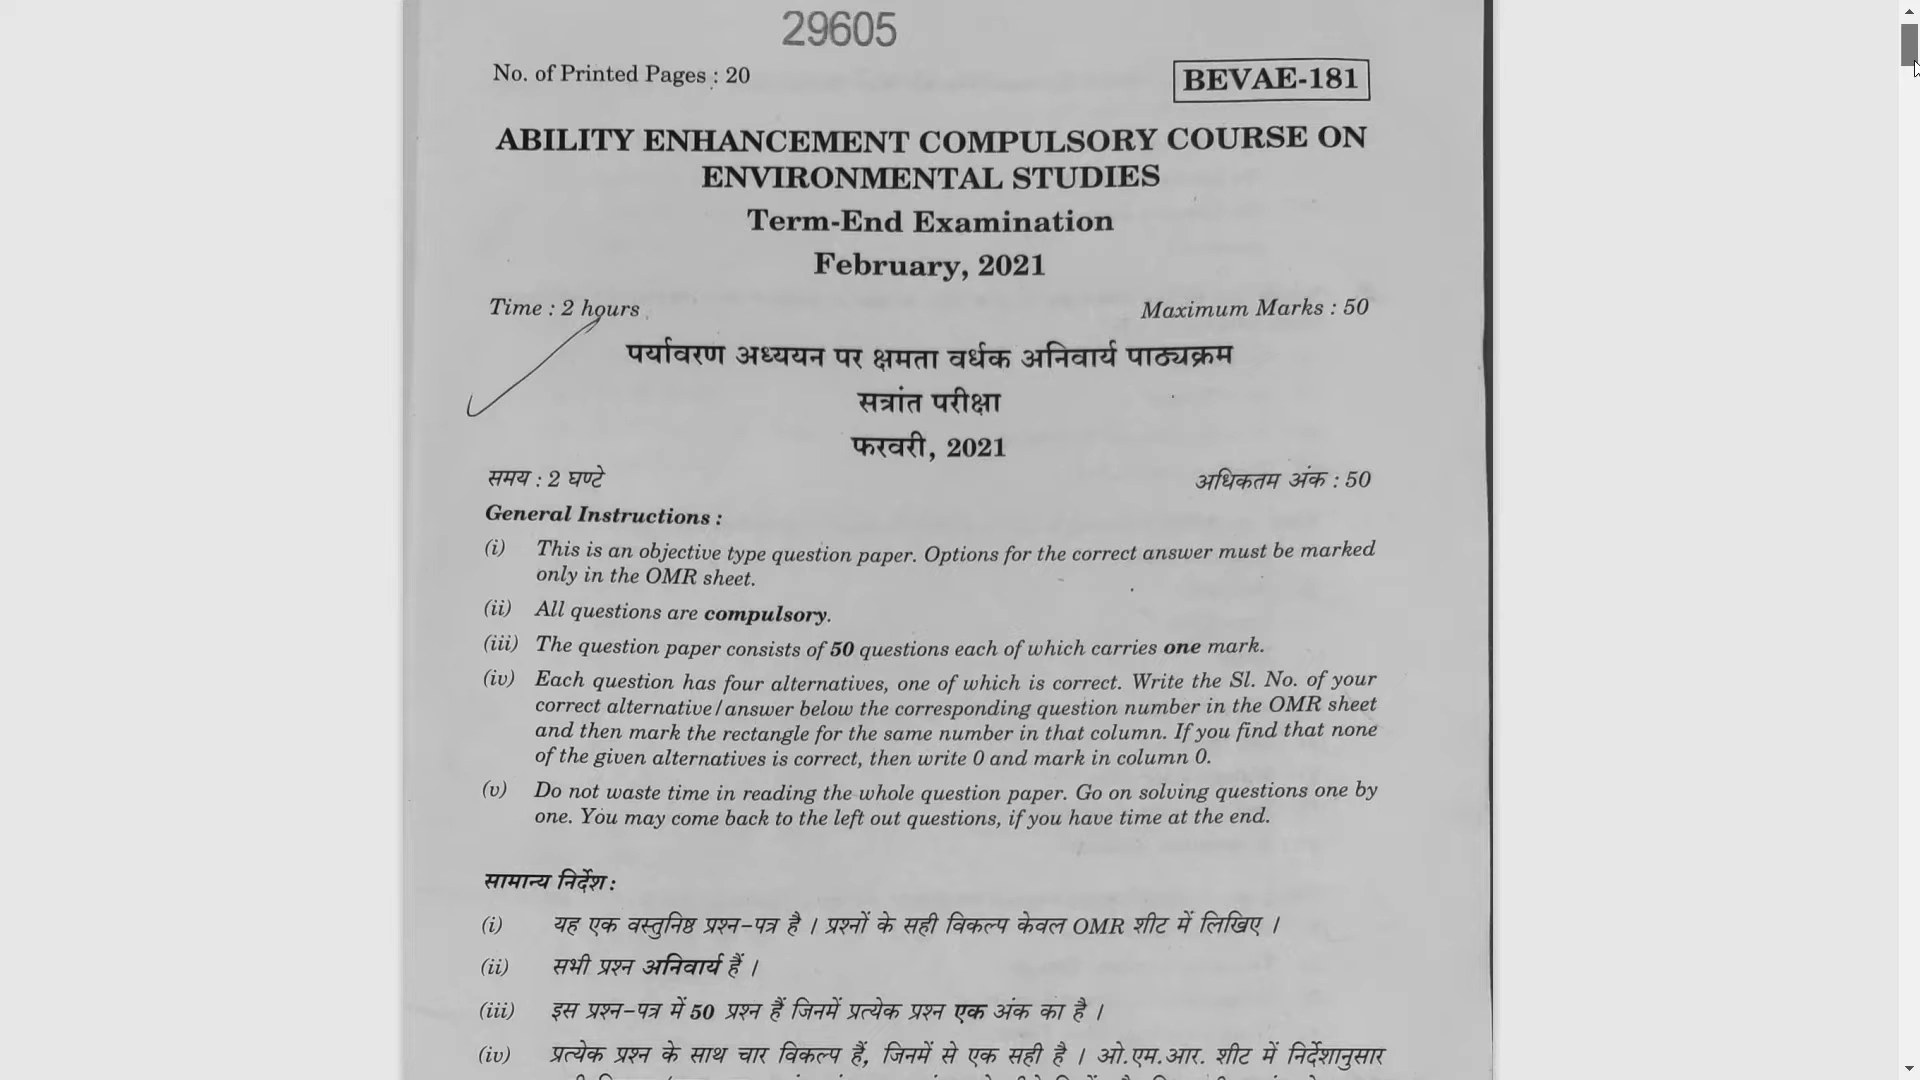 29605
No. of Printed Pages : 20
BEVAE-181
ABILITY ENHANCEMENT COMPULSORY COURSE ON
ENVIRONMENTAL STUDIES
Term-End Examination
February, 2021
Time : 2 hours
Maximum Marks : 50
पर्यावरण अध्ययन पर क्षमता वर्धक अनिवार्य पाठ्यक्रम
सत्रांत परीक्षा
फरवरी, 2021
समय : 2 घण्टे
अधिकतम अंक : 50
General Instructions :
(i) This is an objective type question paper. Options for the correct answer must be marked
only in the OMR sheet.
(ii) All questions are compulsory.
(iii) The question paper consists of 50 questions each of which carries one mark.
(iv) Each question has four alternatives, one of which is correct. Write the Sl. No. of your
correct alternative/answer below the corresponding question number in the OMR sheet
and then mark the rectangle for the same number in that column. If you find that none
of the given alternatives is correct, then write 0 and mark in column 0.
(v) Do not waste time in reading the whole question paper. Go on solving questions one by
one. You may come back to the left out questions, if you have time at the end.
सामान्य निर्देश :
(i) यह एक वस्तुनिष्ठ प्रश्न-पत्र है । प्रश्नों के सही विकल्प केवल OMR शीट में लिखिए ।
(ii) सभी प्रश्न अनिवार्य हैं ।
(iii) इस प्रश्न-पत्र में 50 प्रश्न हैं जिनमें प्रत्येक प्रश्न एक अंक का है ।
(iv) प्रत्येक प्रश्न के साथ चार विकल्प हैं, जिनमें से एक सही है । ओ.एम.आर. शीट में निर्देशानुसार